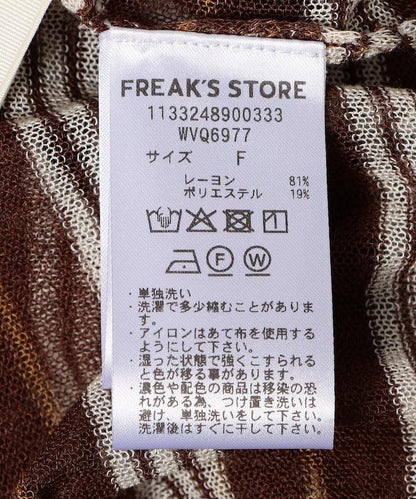 FREAK'S STORE
1133248900333
WVQ6977
サイズ F
レーヨン 81%
ポリエステル 19%
F W
・単独洗い
・洗濯で多少縮むことがありま
す。
・アイロンはあて布を使用する
ようにして下さい。
・湿った状態で強くこすられる
と色が移る事があります。
・濃色や配色の商品は移染の恐
れがある為、つけ置き洗いは
避け、単独洗いをして下さい。
洗濯後はすぐに干して下さい。